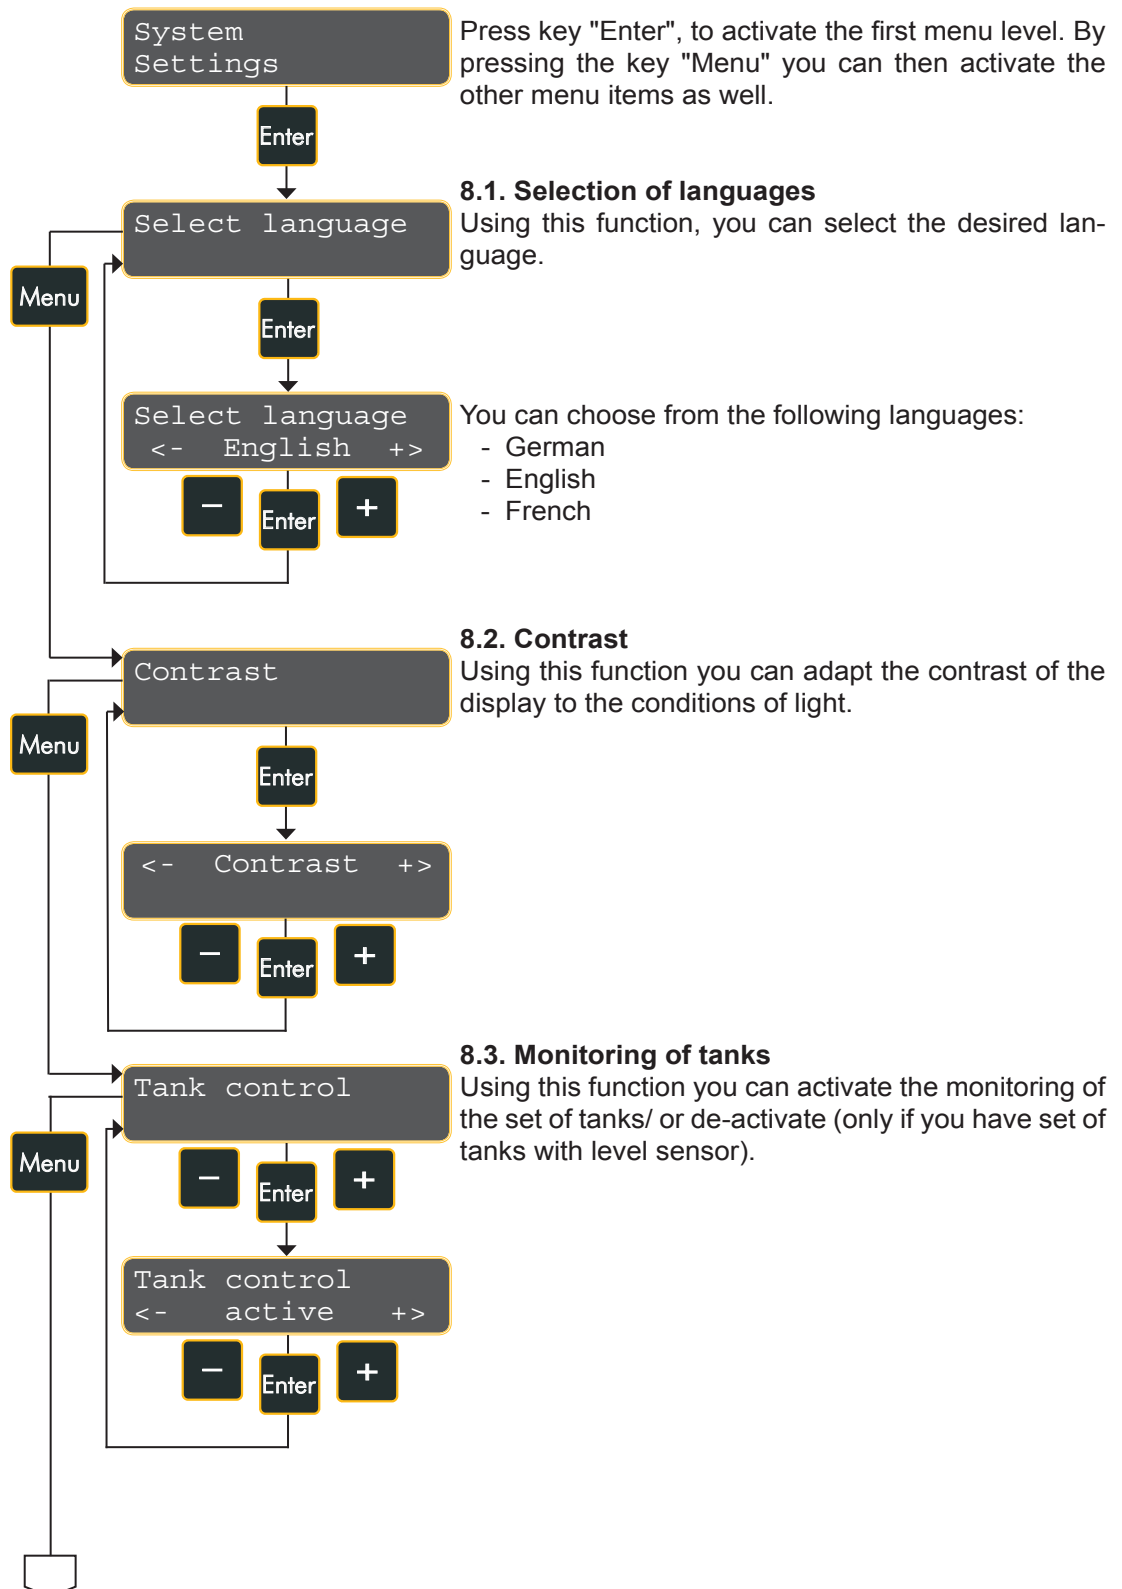 System
Settings
Press key "Enter", to activate the first menu level. By
pressing the key "Menu" you can then activate the
other menu items as well.
Enter
8.1. Selection of languages
Select language
Using this function, you can select the desired lan-
guage.
Menu
Enter
Select language
<- English +>
You can choose from the following languages:
- German
- English
- French
−
Enter
+
8.2. Contrast
Contrast
Using this function you can adapt the contrast of the
display to the conditions of light.
Menu
Enter
<- Contrast +>
−
Enter
+
8.3. Monitoring of tanks
Tank control
Using this function you can activate the monitoring of
the set of tanks/ or de-activate (only if you have set of
tanks with level sensor).
Menu
−
Enter
+
Tank control
<- active +>
−
Enter
+